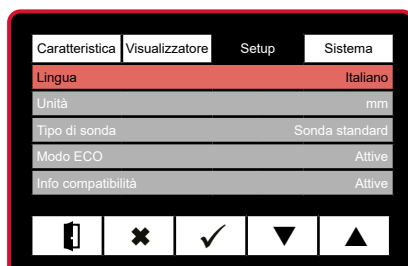 Caratteristica Visualizzatore Setup Sistema
Lingua Italiano
Unità mm
Tipo di sonda Sonda standard
Modo ECO Attive
Info compatibilità Attive